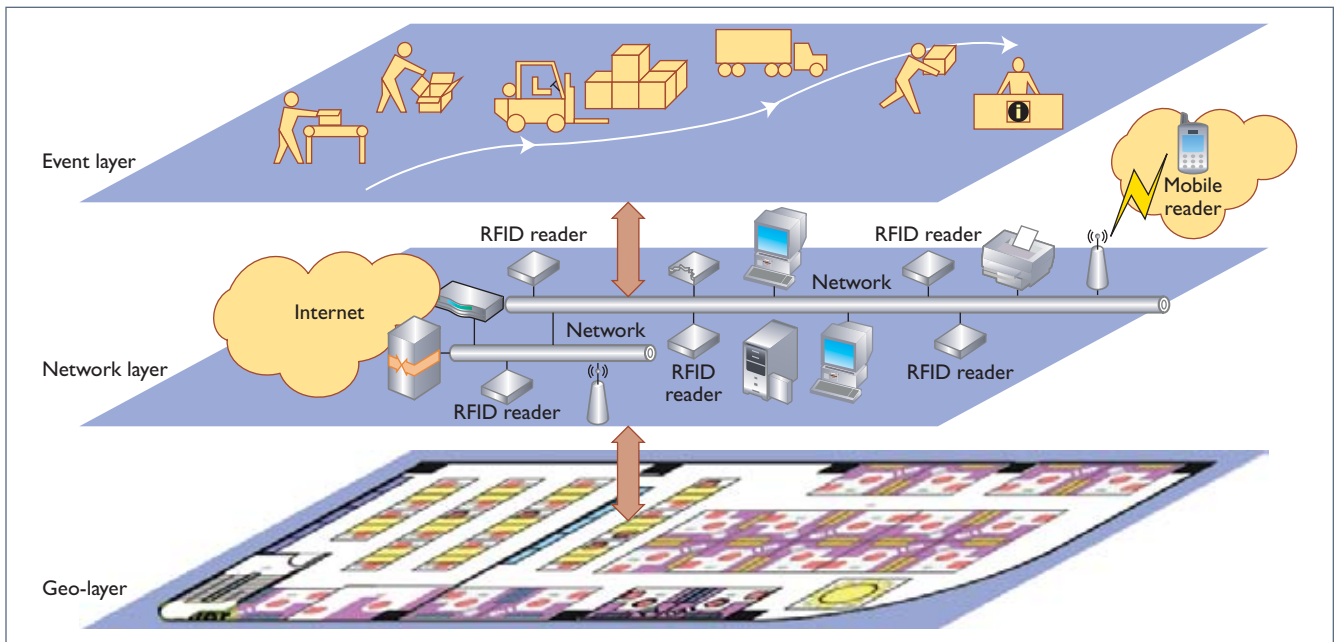 Event layer
i
Mobile
reader
RFID reader
RFID reader
Network
Internet
Network
Network layer
RFID
reader
RFID reader
RFID reader
Geo-layer